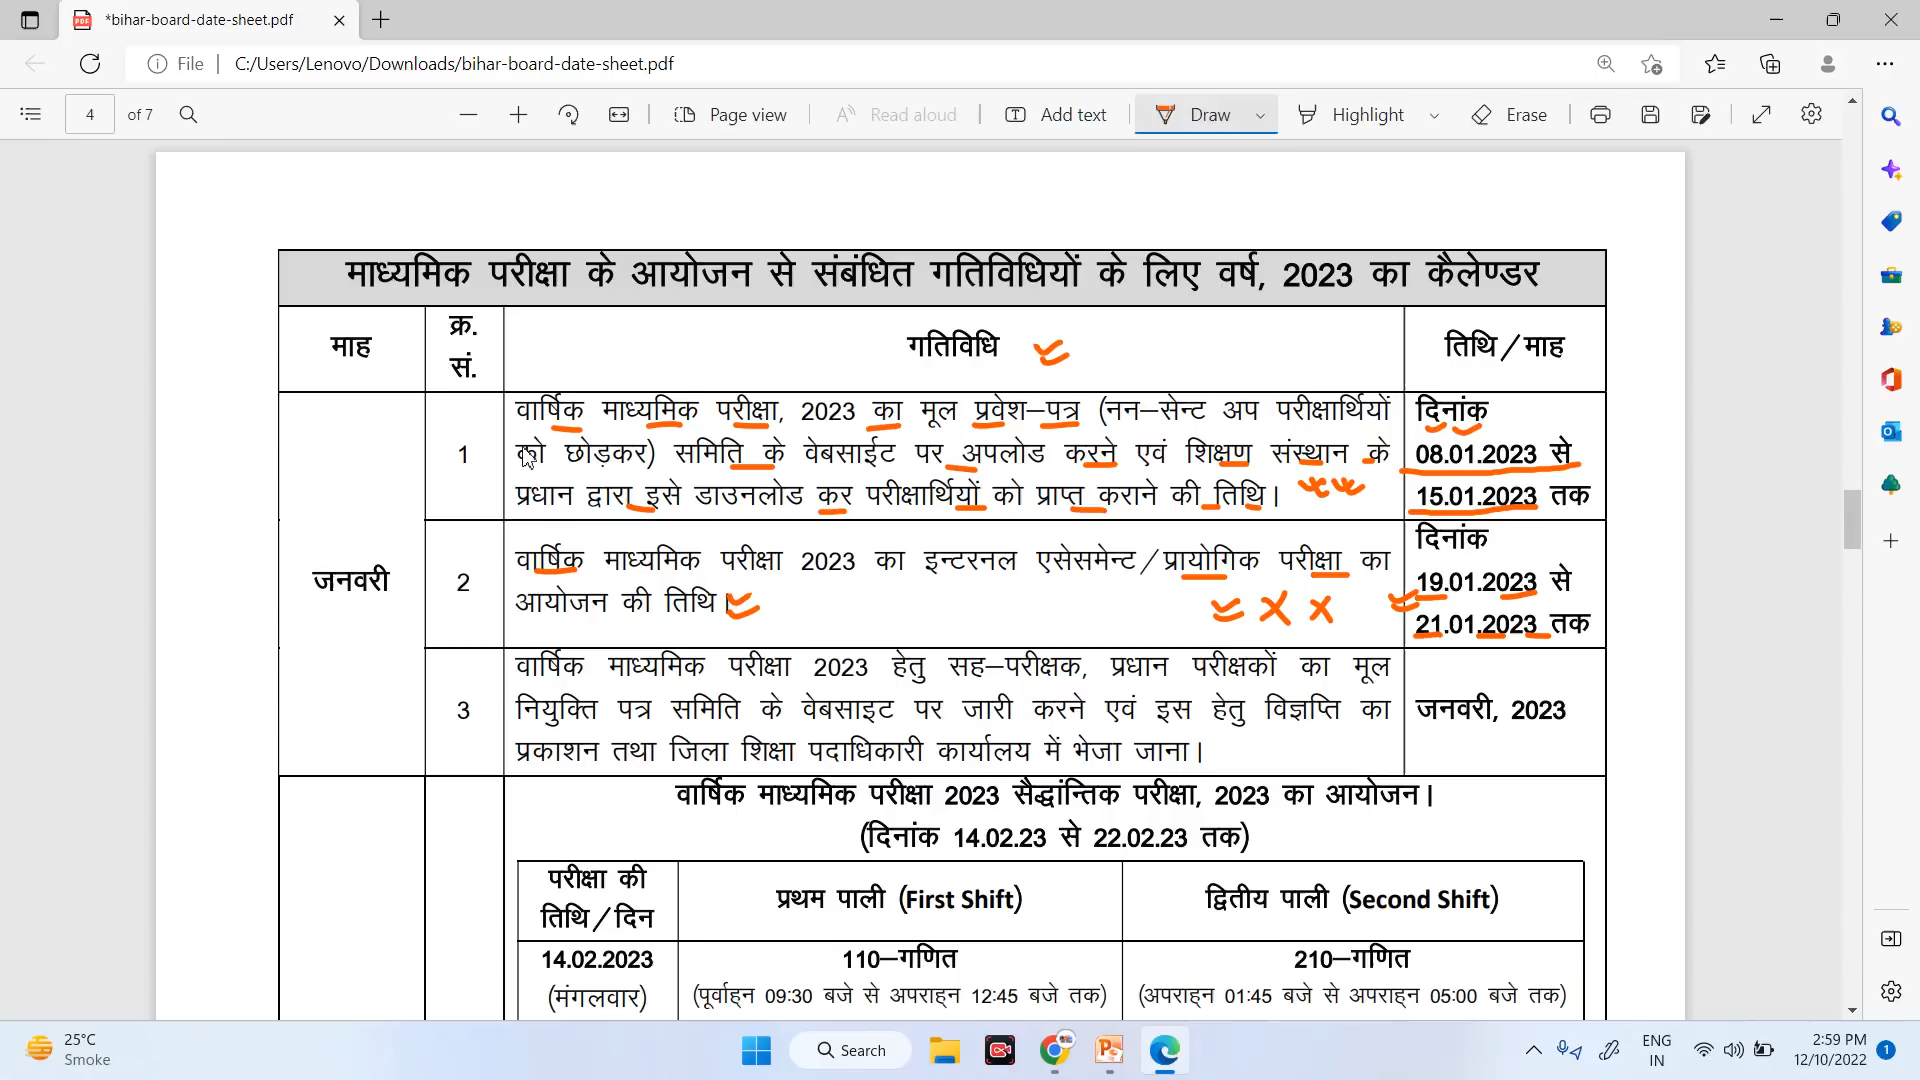 *bihar-board-date-sheet.pdf
File C:/Users/Lenovo/Downloads/bihar-board-date-sheet.pdf
4 of 7 Page view Read aloud Add text Draw Highlight Erase
माध्यमिक परीक्षा के आयोजन से संबंधित गतिविधियों के लिए वर्ष, 2023 का कैलेण्डर
माह क्र. सं. गतिविधि तिथि/माह
जनवरी
1
वार्षिक माध्यमिक परीक्षा, 2023 का मूल प्रवेश–पत्र (नन–सेन्ट अप परीक्षार्थियों
को छोड़कर) समिति के वेबसाईट पर अपलोड करने एवं शिक्षण संस्थान के
प्रधान द्वारा इसे डाउनलोड कर परीक्षार्थियों को प्राप्त कराने की तिथि।
दिनांक
08.01.2023 से
15.01.2023 तक
2
वार्षिक माध्यमिक परीक्षा 2023 का इन्टरनल एसेसमेन्ट/प्रायोगिक परीक्षा का
आयोजन की तिथि।
दिनांक
19.01.2023 से
21.01.2023 तक
3
वार्षिक माध्यमिक परीक्षा 2023 हेतु सह–परीक्षक, प्रधान परीक्षकों का मूल
नियुक्ति पत्र समिति के वेबसाइट पर जारी करने एवं इस हेतु विज्ञप्ति का
प्रकाशन तथा जिला शिक्षा पदाधिकारी कार्यालय में भेजा जाना।
जनवरी, 2023
वार्षिक माध्यमिक परीक्षा 2023 सैद्धांन्तिक परीक्षा, 2023 का आयोजन।
(दिनांक 14.02.23 से 22.02.23 तक)
परीक्षा की
तिथि/दिन
प्रथम पाली (First Shift)
द्वितीय पाली (Second Shift)
14.02.2023
(मंगलवार)
110–गणित
(पूर्वाह्न 09:30 बजे से अपराह्न 12:45 बजे तक)
210–गणित
(अपराह्न 01:45 बजे से अपराह्न 05:00 बजे तक)
25°C
Smoke
Search
ENG
IN
2:59 PM
12/10/2022
1